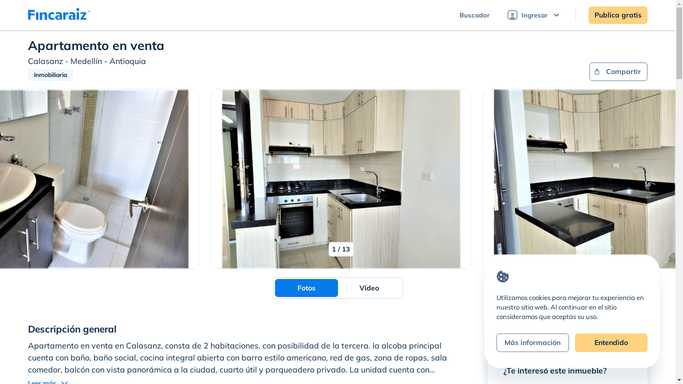 Fincaraiz
Buscador
Ingresar
Publica gratis
Apartamento en venta
Calasanz - Medellín - Antioquia
Inmobiliaria
Compartir
1 / 13
Fotos
Video
Utilizamos cookies para mejorar tu experiencia en
nuestro sitio web. Al continuar en el sitio
consideramos que aceptas su uso.
Más información
Entendido
Descripción general
Apartamento en venta en Calasanz, consta de 2 habitaciones, con posibilidad de la tercera. la alcoba principal
cuenta con baño, baño social, cocina integral abierta con barro estilo americano, red de gas, zona de ropas, sala
comedor, balcón con vista panorámica a la ciudad, cuarto útil y parqueadero privado. La unidad cuenta con...
Leer más
¿Te interesó este inmueble?